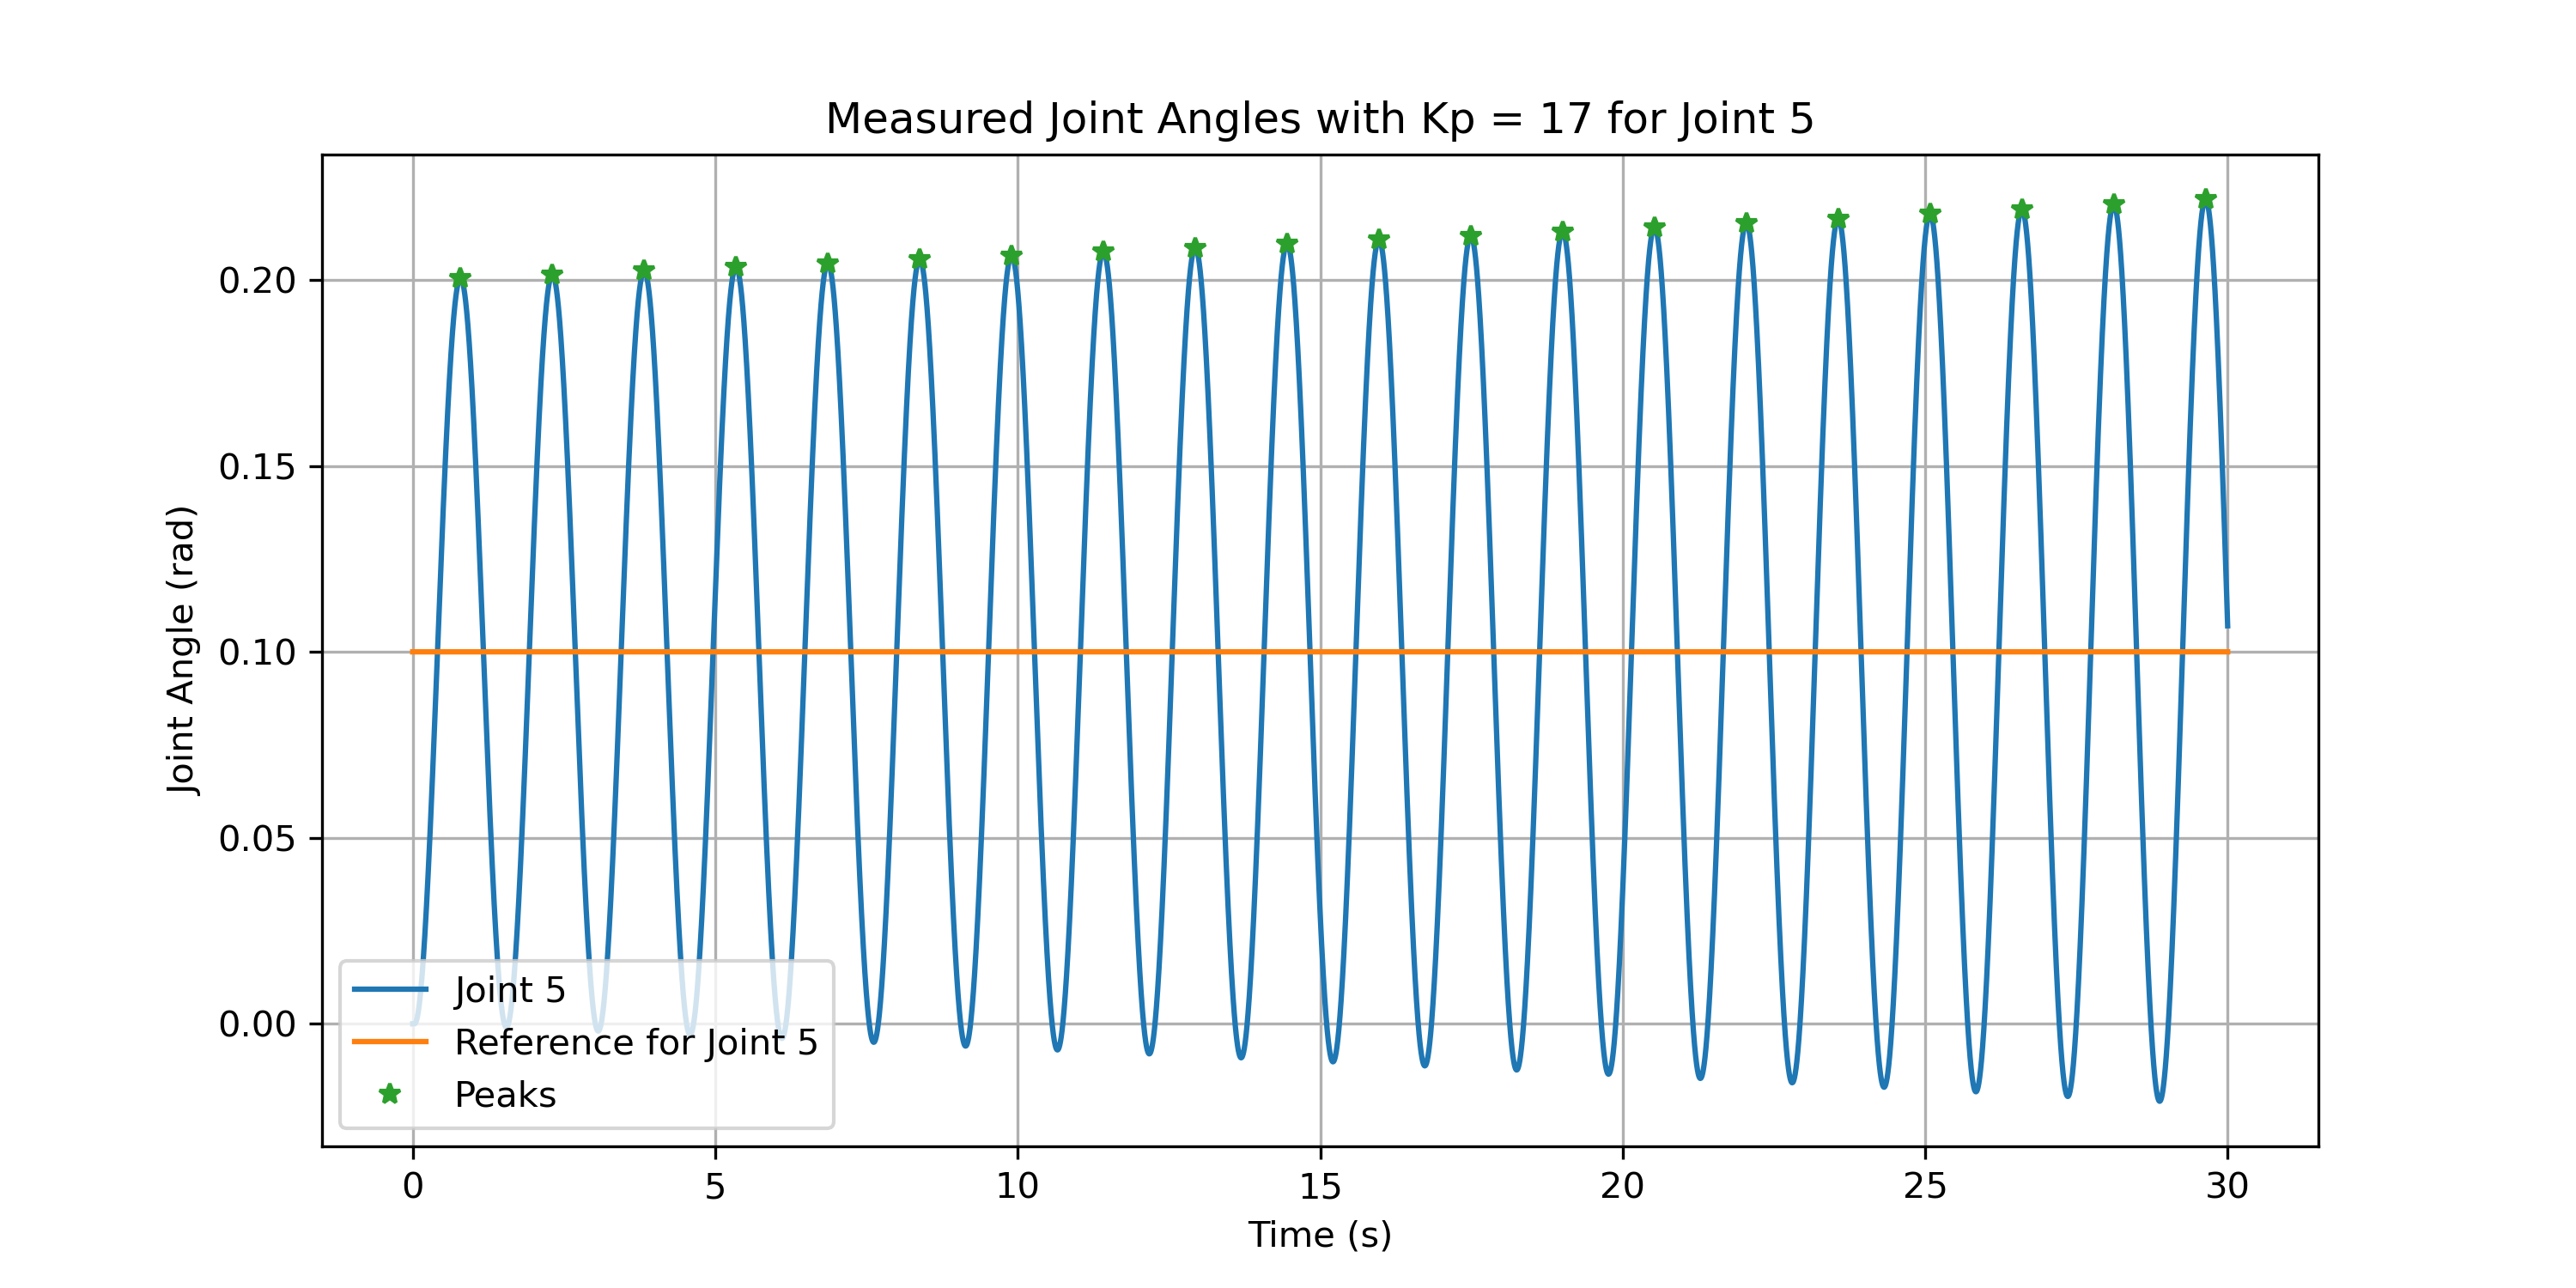 Measured Joint Angles with Kp = 17 for Joint 5
Joint Angle (rad)
0.20
0.15
0.10
0.05
0.00
Joint 5
Reference for Joint 5
Peaks
0 5 10 15 20 25 30
Time (s)